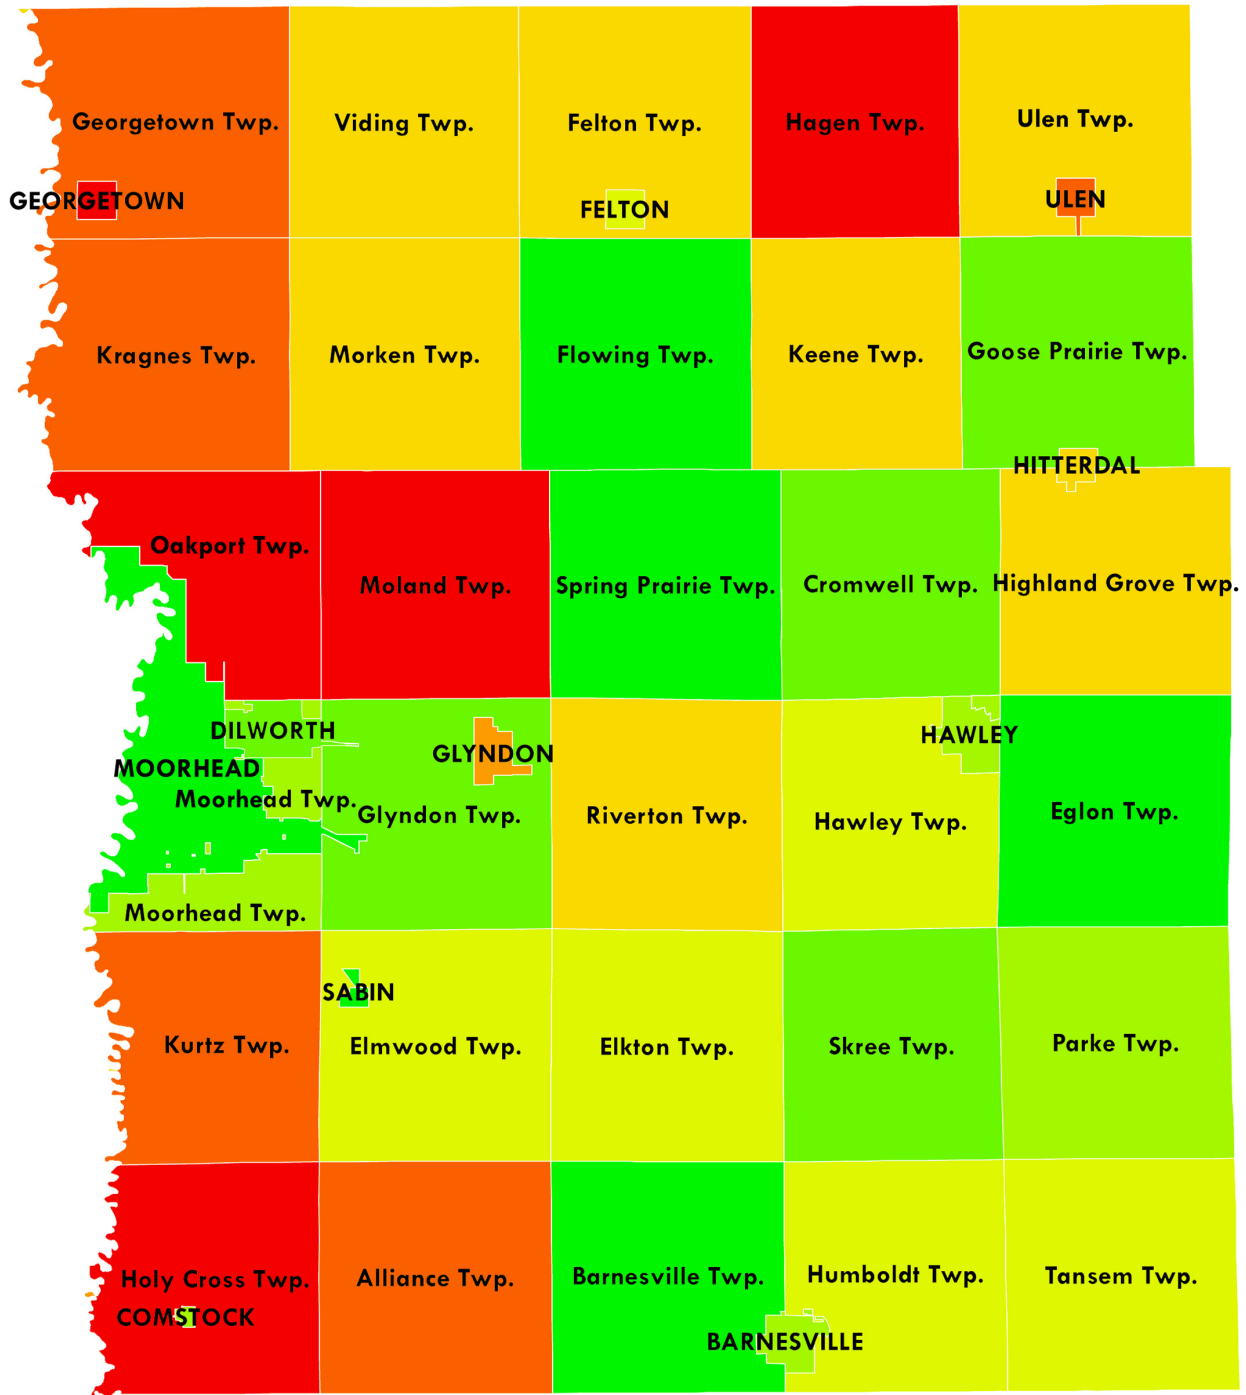 Georgetown Twp.
Viding Twp.
Felton Twp.
Hagen Twp.
Ulen Twp.
GEORGETOWN
FELTON
ULEN
Kragnes Twp.
Morken Twp.
Flowing Twp.
Keene Twp.
Goose Prairie Twp.
HITTERDAL
Oakport Twp.
Moland Twp.
Spring Prairie Twp.
Cromwell Twp.
Highland Grove Twp.
DILWORTH
GLYNDON
HAWLEY
MOORHEAD
Moorhead Twp.
Glyndon Twp.
Riverton Twp.
Hawley Twp.
Eglon Twp.
Moorhead Twp.
SABIN
Kurtz Twp.
Elmwood Twp.
Elkton Twp.
Skree Twp.
Parke Twp.
Holy Cross Twp.
Alliance Twp.
Barnesville Twp.
Humboldt Twp.
Tansem Twp.
COMSTOCK
BARNESVILLE